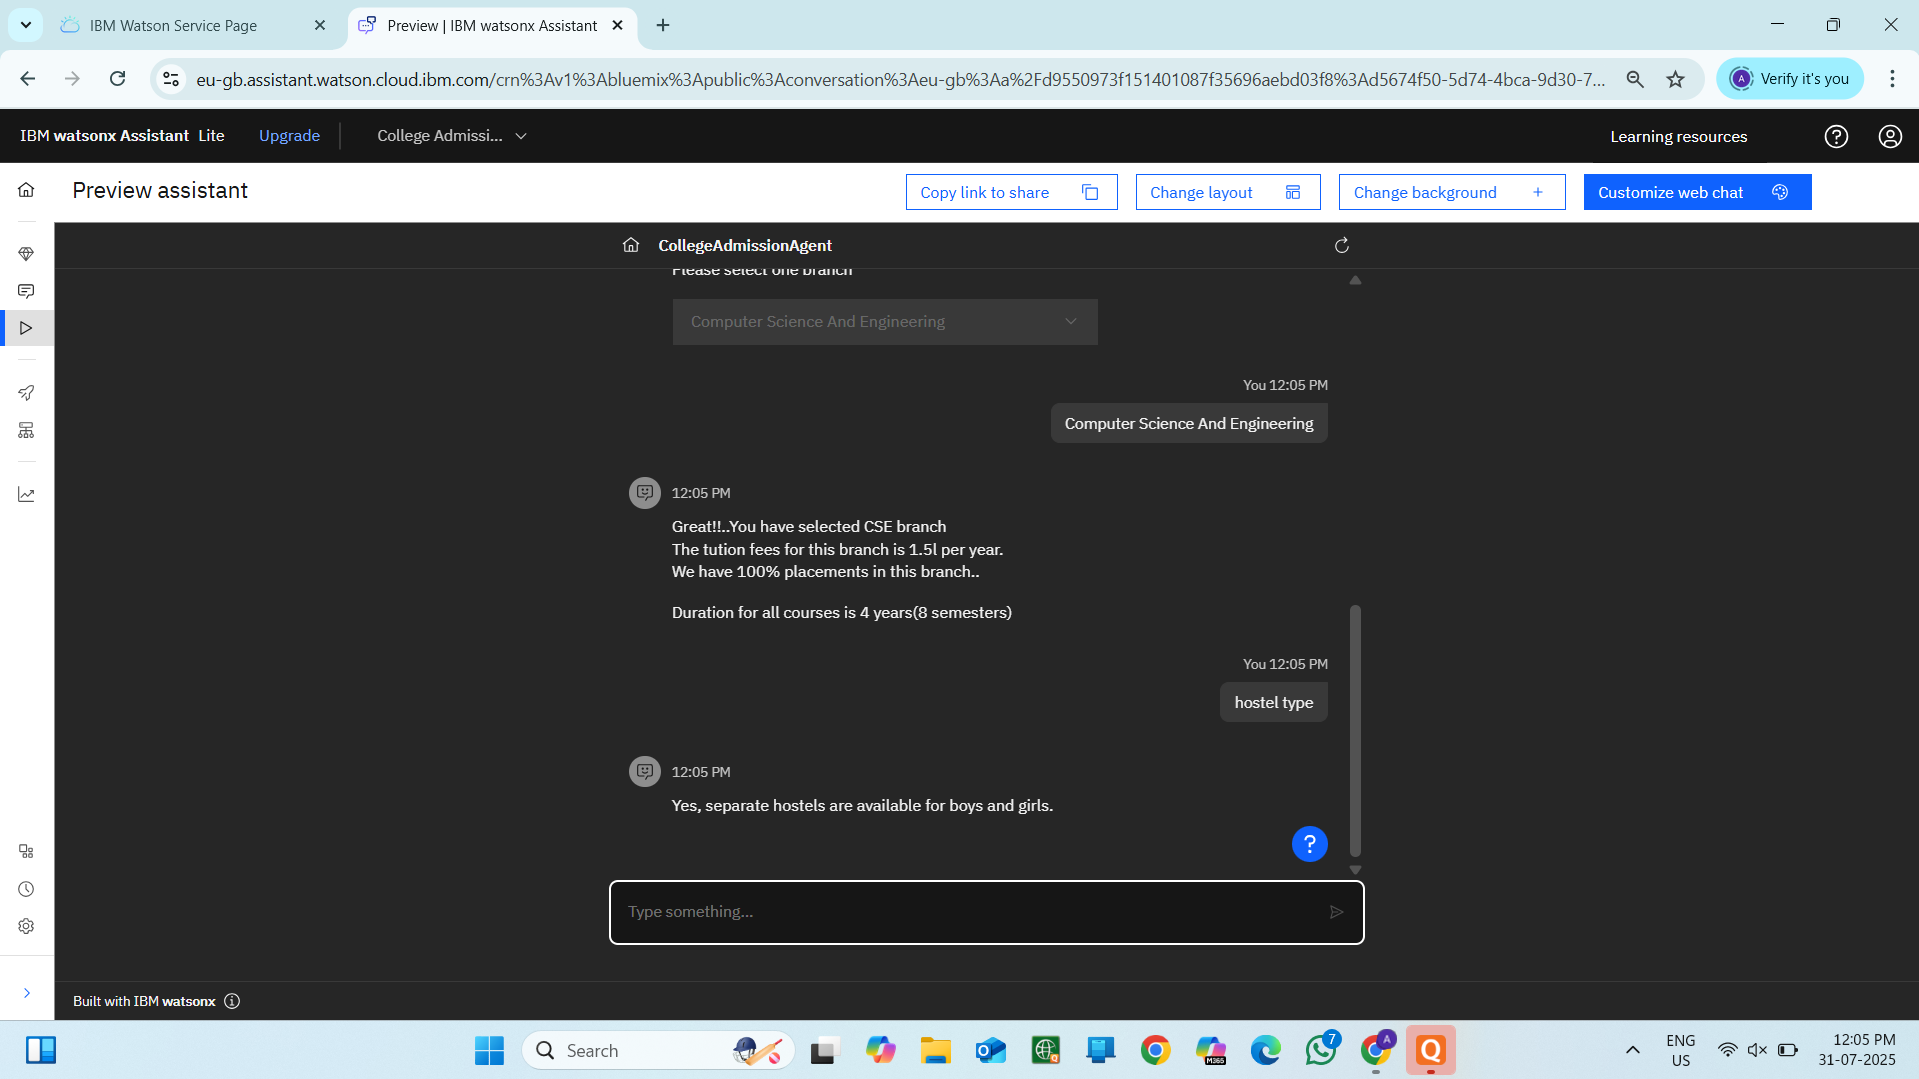 IBM Watson Service Page
Preview | IBM watsonx Assistant
eu-gb.assistant.watson.cloud.ibm.com/crn%3Av1%3Abluemix%3Apublic%3Aconversation%3Aeu-gb%3Aa%2Fd9550973f151401087f35696aebd03f8%3Ad5674f50-5d74-4bca-9d30-7...
A
Verify it's you
IBM watsonx Assistant Lite
Upgrade
College Admissi...
Learning resources
Preview assistant
Copy link to share
Change layout
Change background
Customize web chat
CollegeAdmissionAgent
Please select one branch
Computer Science And Engineering
You 12:05 PM
Computer Science And Engineering
12:05 PM
Great!!..You have selected CSE branch
The tution fees for this branch is 1.5l per year.
We have 100% placements in this branch..
Duration for all courses is 4 years(8 semesters)
You 12:05 PM
hostel type
12:05 PM
Yes, separate hostels are available for boys and girls.
?
Type something...
Built with IBM watsonx
Search
M365
7
A
Q
ENG
US
12:05 PM
31-07-2025